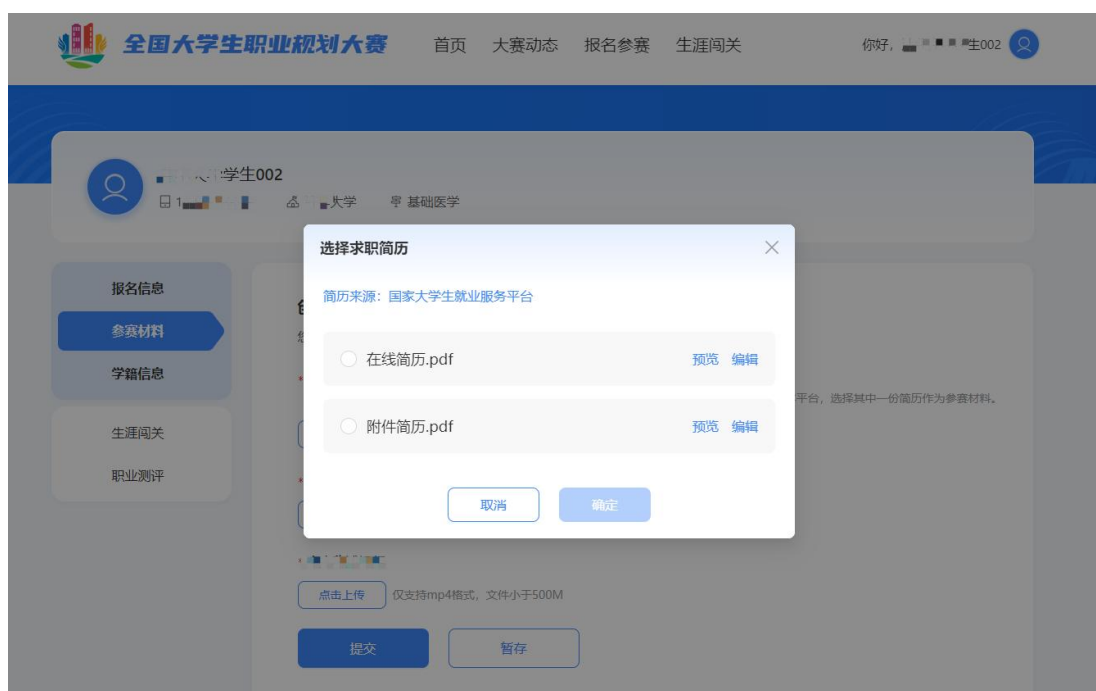 全国大学生职业规划大赛 首页 大赛动态 报名参赛 生涯闯关 你好, 生002
学生002
大学 基础医学
选择求职简历
报名信息
简历来源：国家大学生就业服务平台
参赛材料
在线简历.pdf 预览 编辑
学籍信息
平台，选择其中一份简历作为参赛材料。
附件简历.pdf 预览 编辑
生涯闯关
职业测评
取消 确定
点击上传 仅支持mp4格式，文件小于500M
提交 暂存